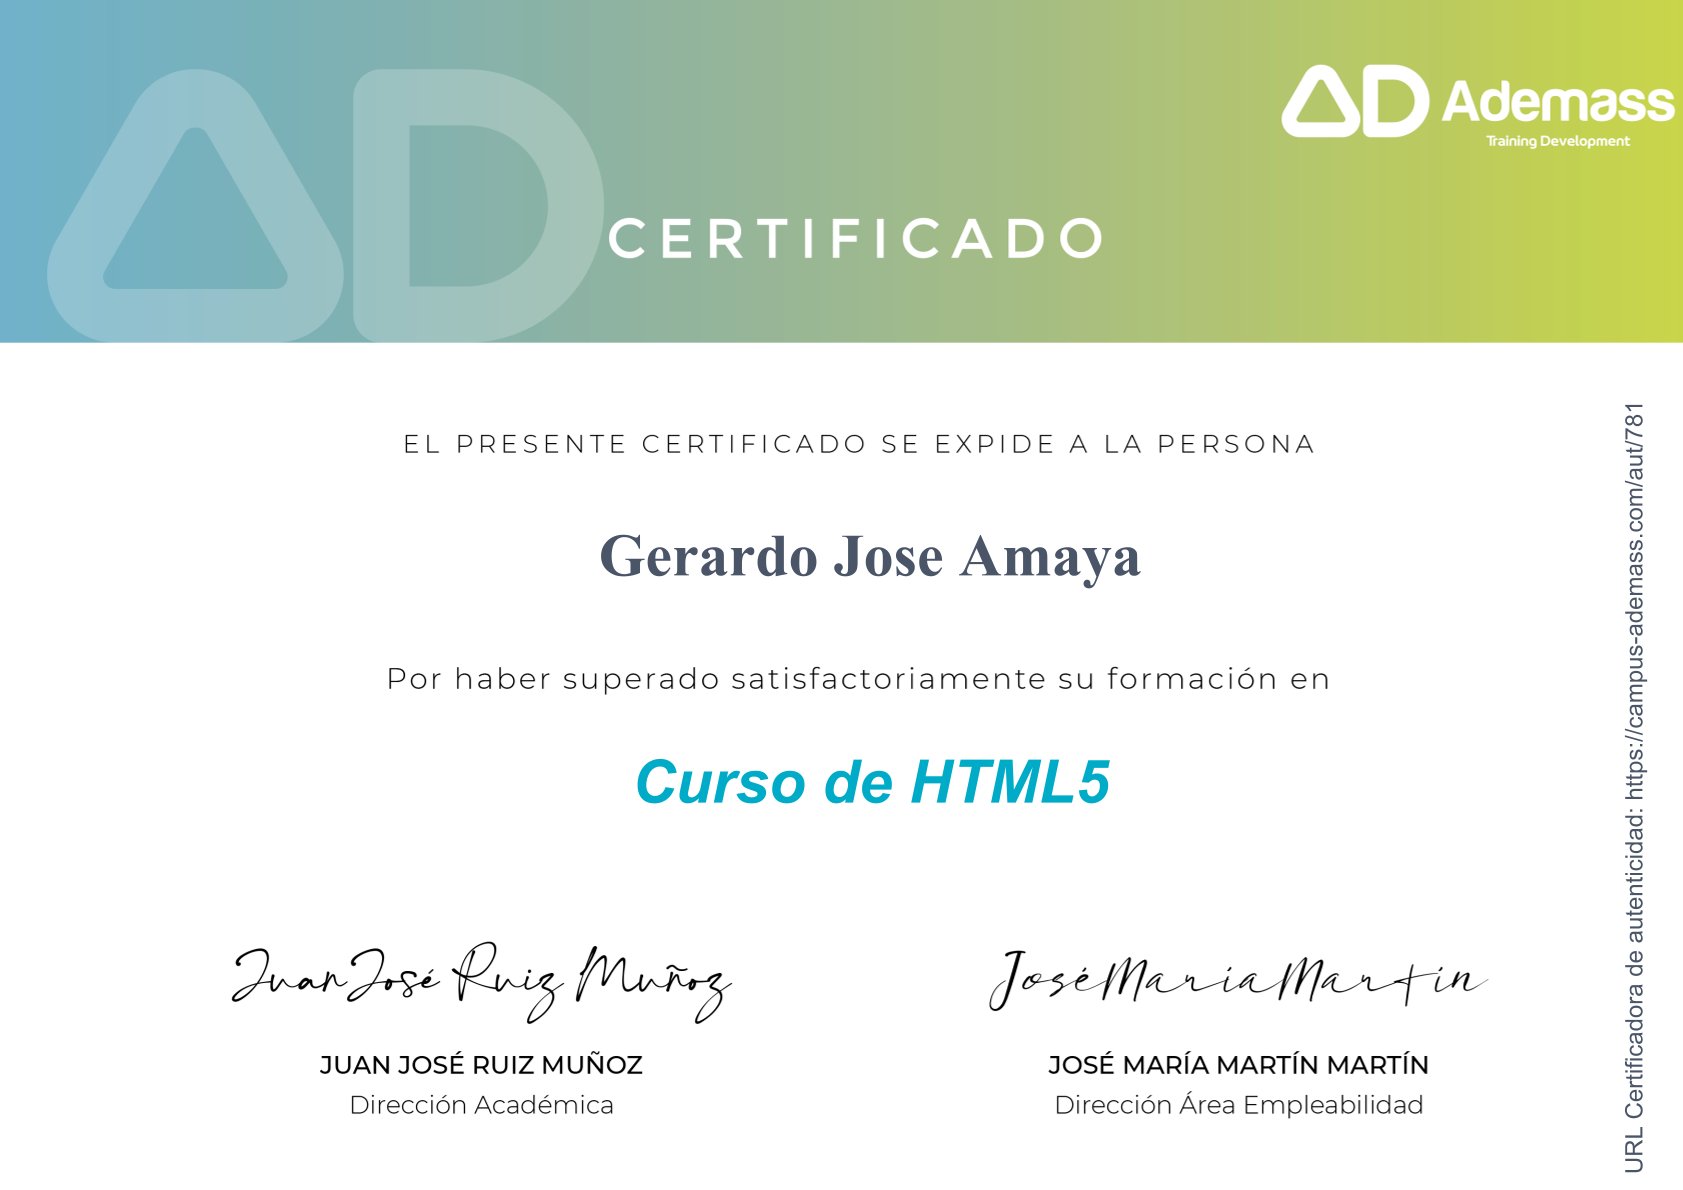 AD Ademass
Training Development
CERTIFICADO
EL PRESENTE CERTIFICADO SE EXPIDE A LA PERSONA
Gerardo Jose Amaya
Por haber superado satisfactoriamente su formación en
Curso de HTML5
Juan José Ruiz Muñoz
José María Martín
JUAN JOSÉ RUIZ MUÑOZ
JOSÉ MARÍA MARTÍN MARTÍN
Dirección Académica
Dirección Área Empleabilidad
URL Certificadora de autenticidad: https://campus-ademass.com/aut/781